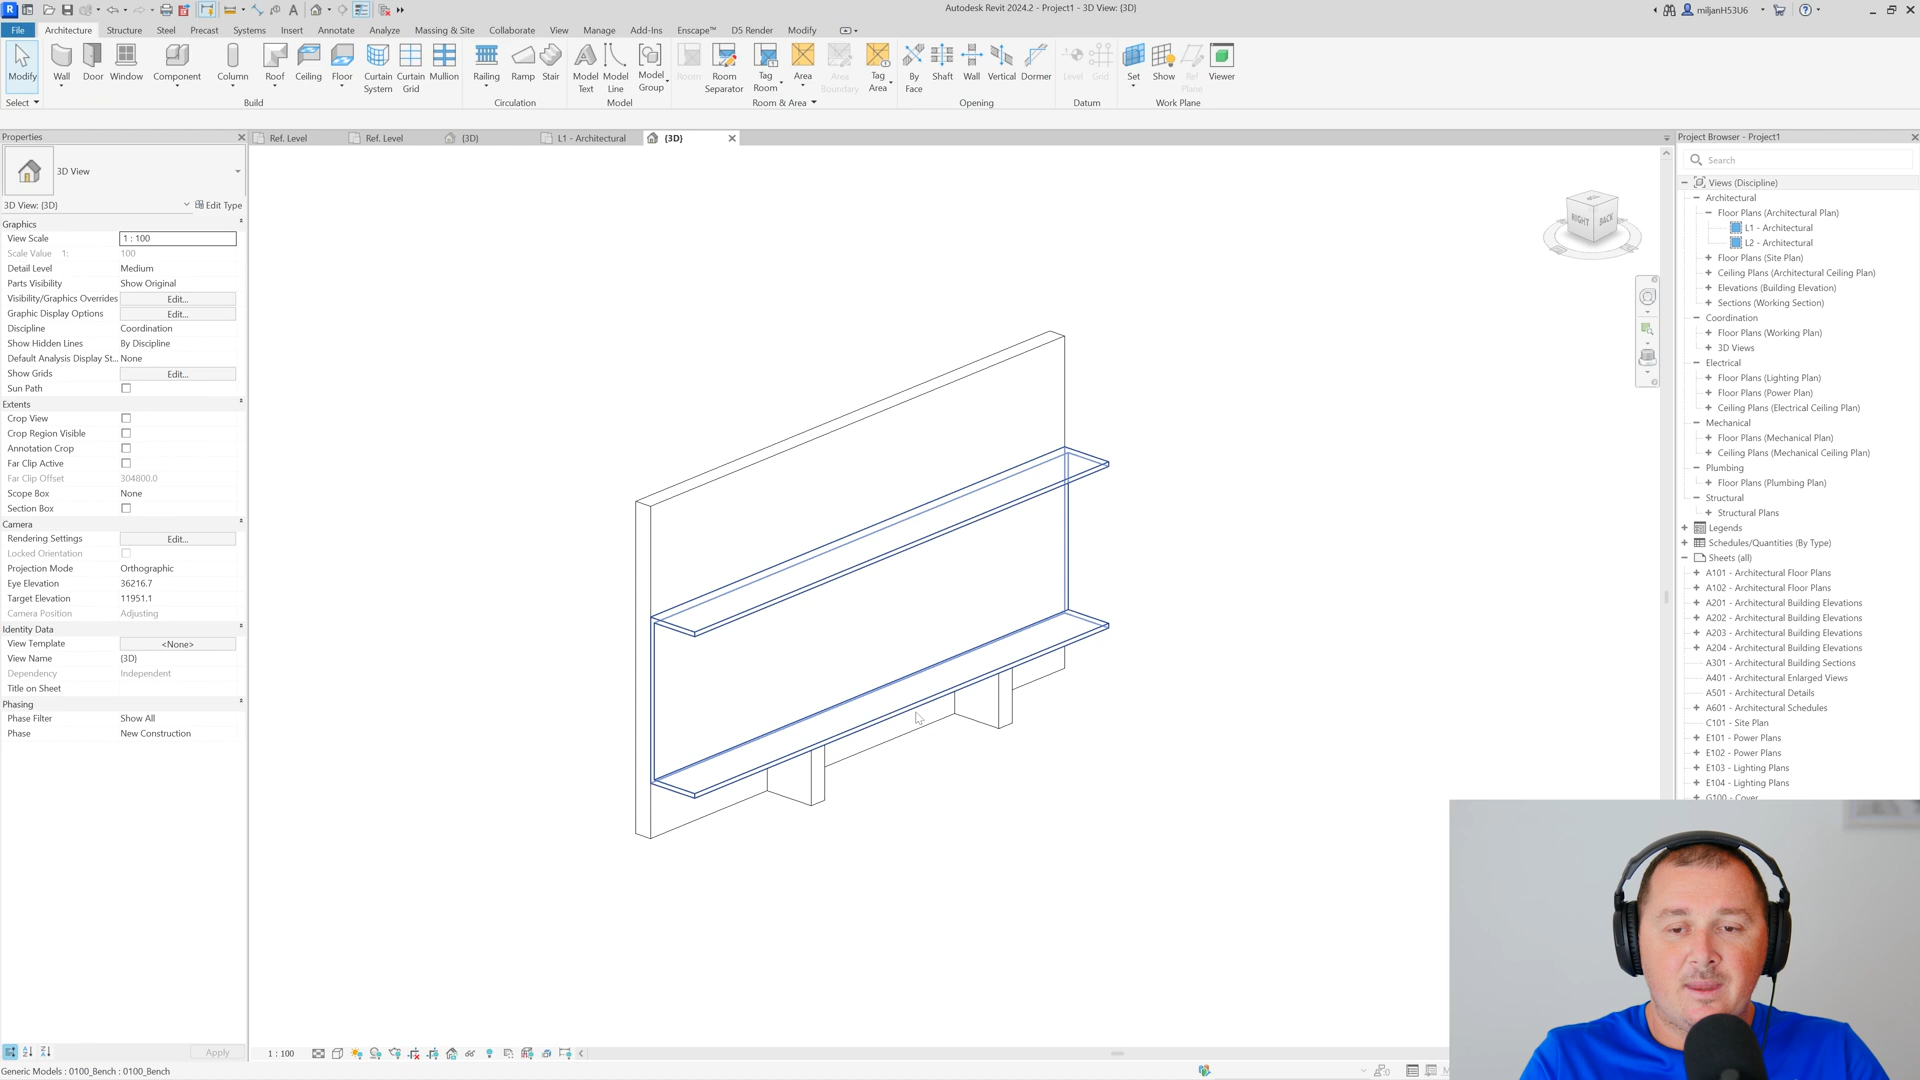 Autodesk Revit 2024.2 - Project1 - 3D View: {3D}
miljanH53U6
File Architecture Structure Steel Precast Systems Insert Annotate Analyze Massing & Site Collaborate View Manage Add-Ins Enscape™ D5 Render Modify
Modify Wall Door Window Component Column Roof Ceiling Floor Curtain System Curtain Grid Mullion Railing Ramp Stair Model Text Model Line Model Group Room Room Separator Tag Room Area Area Boundary Tag Area By Face Shaft Wall Vertical Dormer Level Grid Set Show Ref Plane Viewer
Select Build Circulation Model Room & Area Opening Datum Work Plane
Properties
3D View
3D View: {3D} Edit Type
Graphics
View Scale 1 : 100
Scale Value 1: 100
Detail Level Medium
Parts Visibility Show Original
Visibility/Graphics Overrides Edit...
Graphic Display Options Edit...
Discipline Coordination
Show Hidden Lines By Discipline
Default Analysis Display St... None
Show Grids Edit...
Sun Path
Extents
Crop View
Crop Region Visible
Annotation Crop
Far Clip Active
Far Clip Offset 304800.0
Scope Box None
Section Box
Camera
Rendering Settings Edit...
Locked Orientation
Projection Mode Orthographic
Eye Elevation 36216.7
Target Elevation 11951.1
Camera Position Adjusting
Identity Data
View Template <None>
View Name {3D}
Dependency Independent
Title on Sheet
Phasing
Phase Filter Show All
Phase New Construction
Apply
Ref. Level Ref. Level {3D} L1 - Architectural {3D}
RIGHT BACK
1 : 100
Generic Models : 0100_Bench : 0100_Bench
Project Browser - Project1
Search
Views (Discipline)
Architectural
Floor Plans (Architectural Plan)
L1 - Architectural
L2 - Architectural
Floor Plans (Site Plan)
Ceiling Plans (Architectural Ceiling Plan)
Elevations (Building Elevation)
Sections (Working Section)
Coordination
Floor Plans (Working Plan)
3D Views
Electrical
Floor Plans (Lighting Plan)
Floor Plans (Power Plan)
Ceiling Plans (Electrical Ceiling Plan)
Mechanical
Floor Plans (Mechanical Plan)
Ceiling Plans (Mechanical Ceiling Plan)
Plumbing
Floor Plans (Plumbing Plan)
Structural
Structural Plans
Legends
Schedules/Quantities (By Type)
Sheets (all)
A101 - Architectural Floor Plans
A102 - Architectural Floor Plans
A201 - Architectural Building Elevations
A202 - Architectural Building Elevations
A203 - Architectural Building Elevations
A204 - Architectural Building Elevations
A301 - Architectural Building Sections
A401 - Architectural Enlarged Views
A501 - Architectural Details
A601 - Architectural Schedules
C101 - Site Plan
E101 - Power Plans
E102 - Power Plans
E103 - Lighting Plans
E104 - Lighting Plans
G100 - Cover